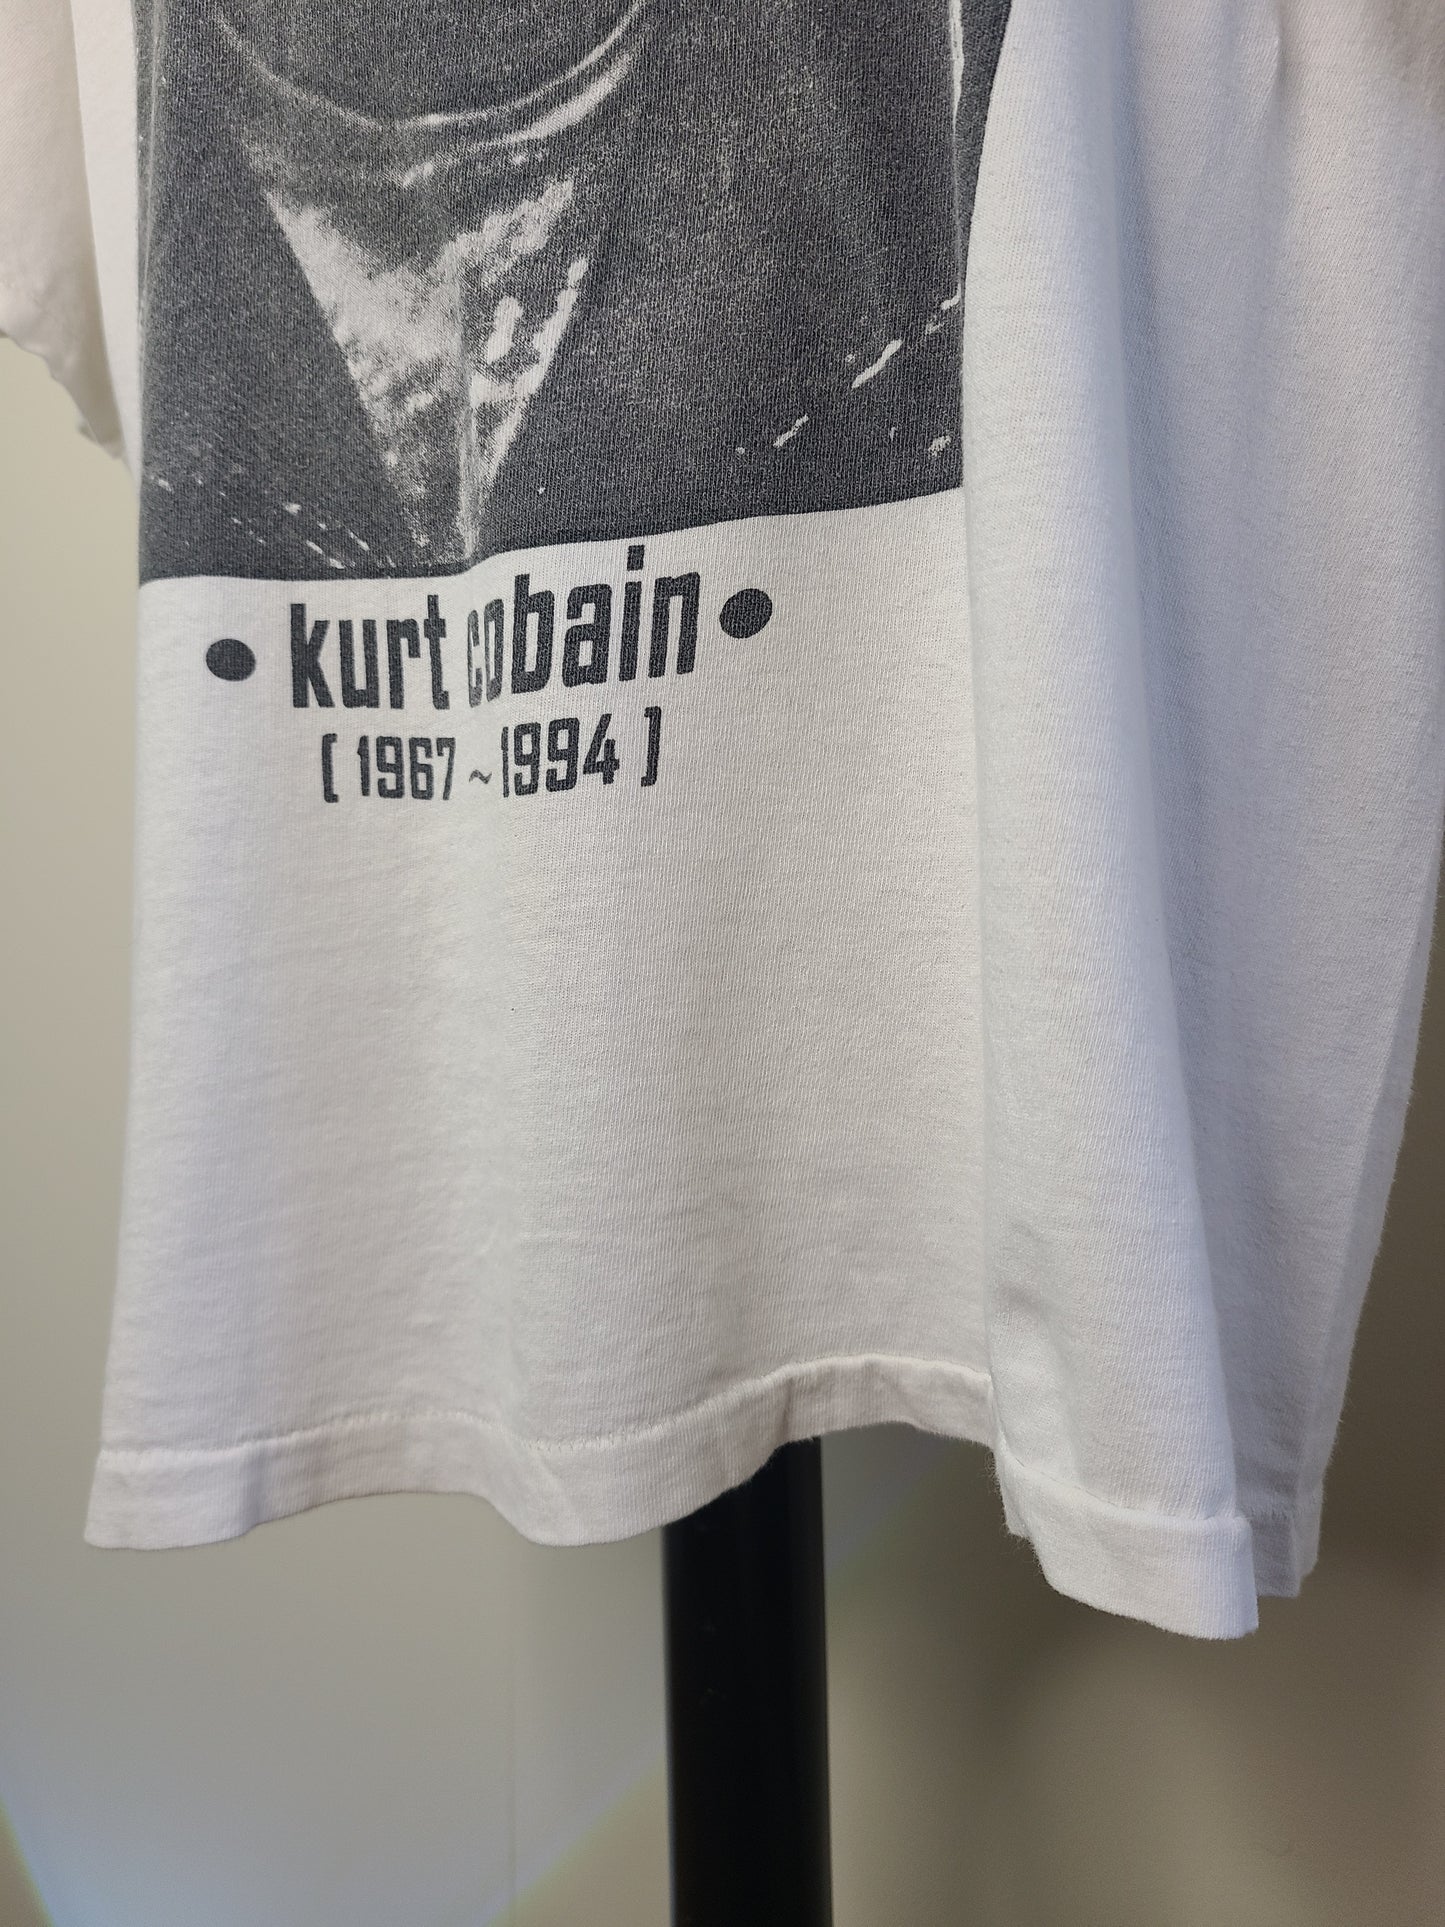 • kurt cobain •
[ 1967 ~ 1994 ]